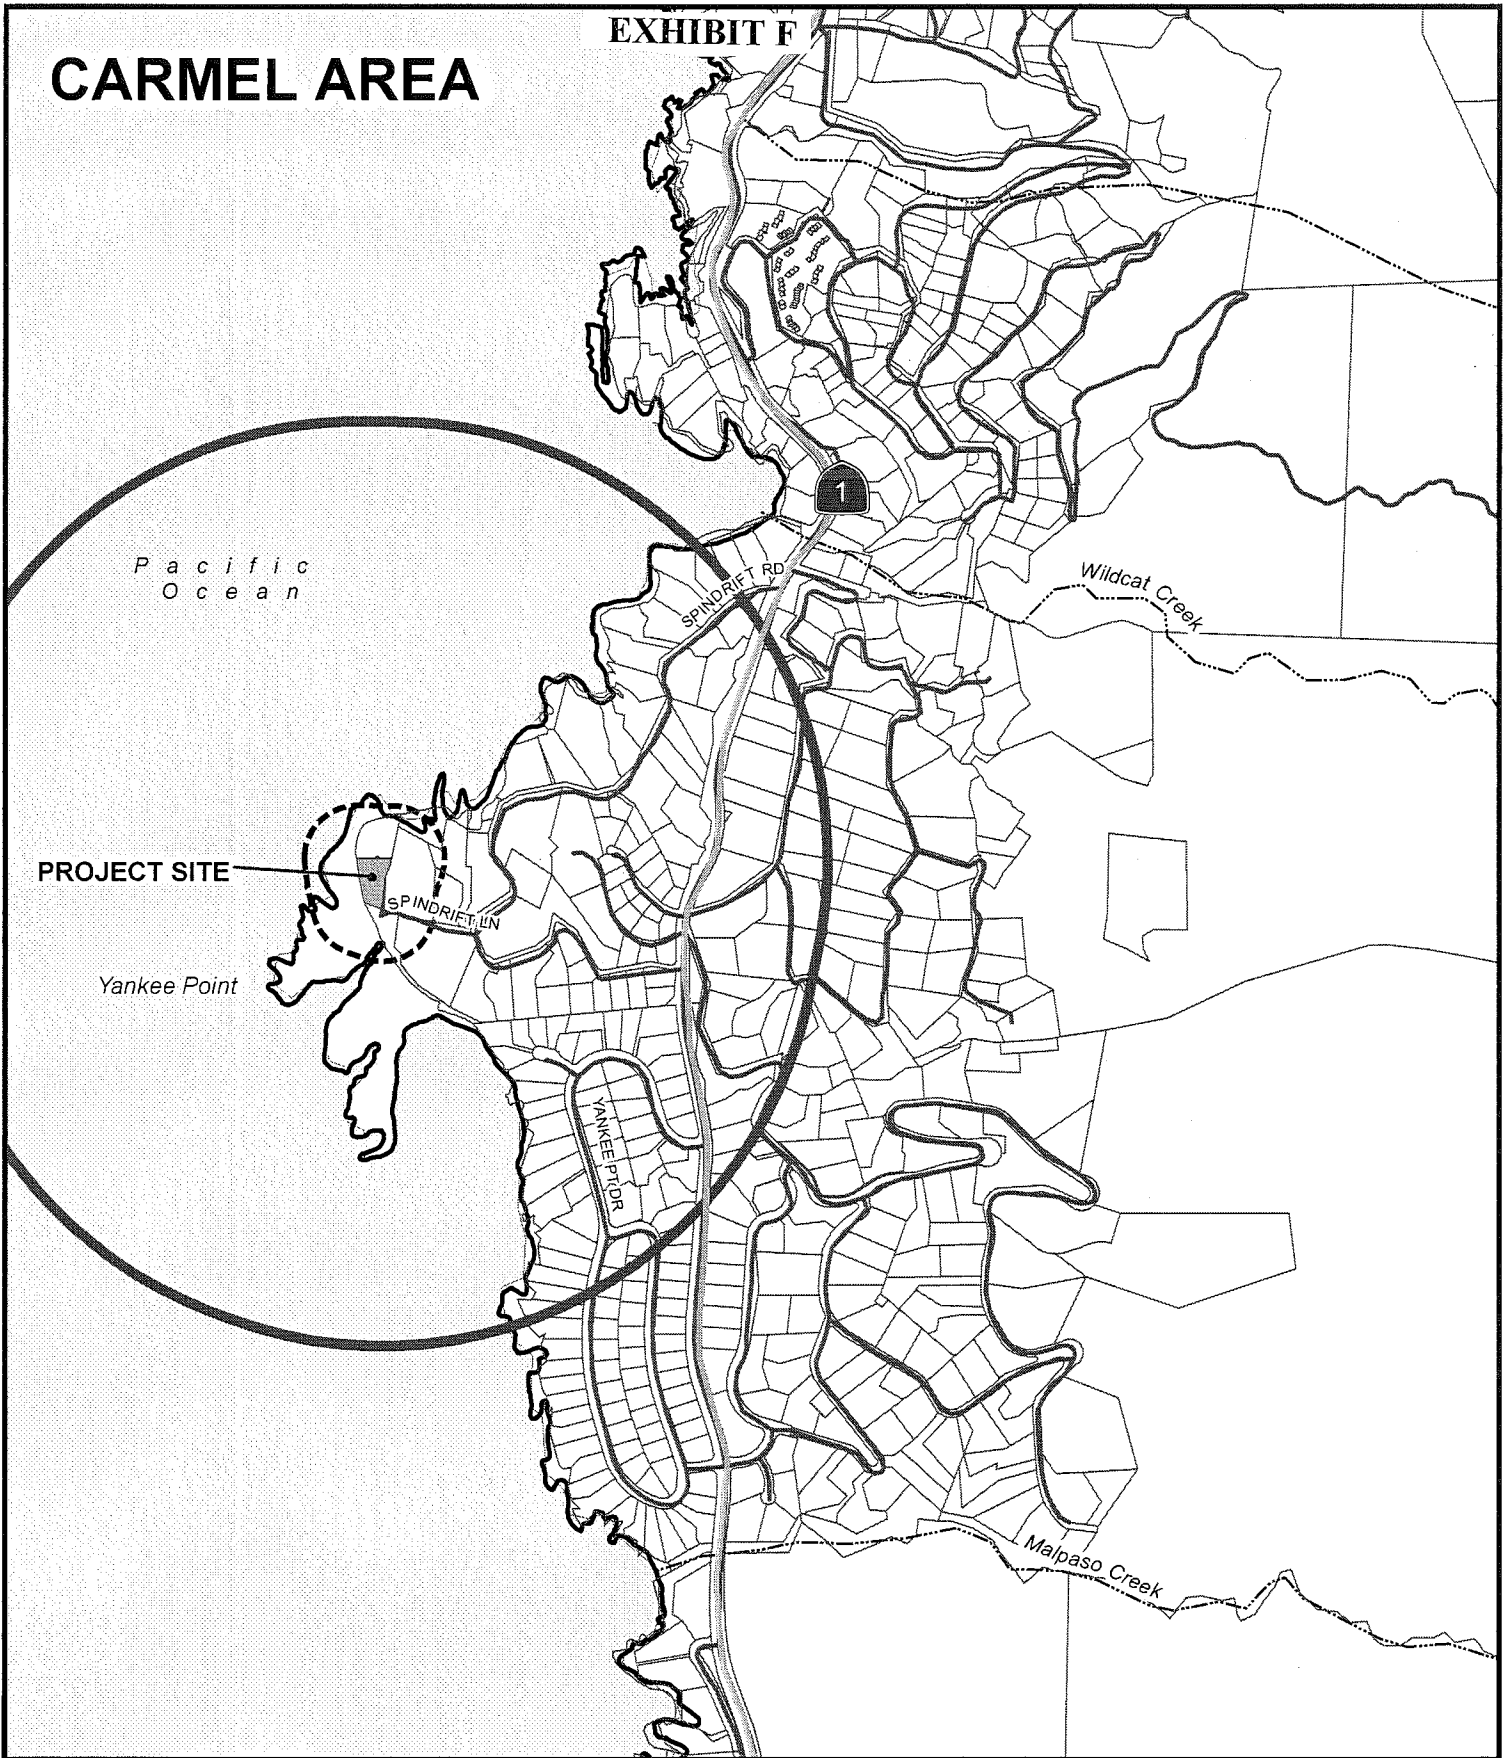 EXHIBIT F
CARMEL AREA
1
Pacific
Ocean
SPINDRIFT RD
Wildcat Creek
PROJECT SITE
SPINDRIFT LN
Yankee Point
YANKEE PT DR
Malpaso Creek